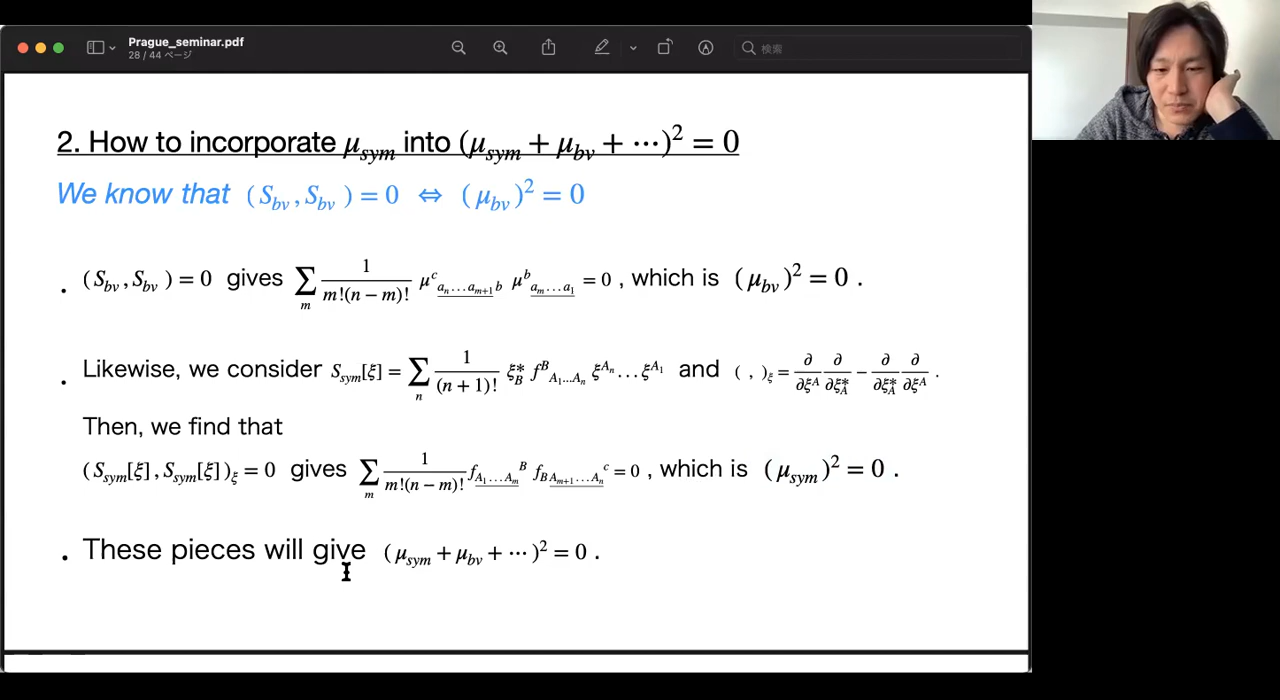 Prague_seminar.pdf
28 / 44 ページ
検索
2. How to incorporate μ_sym into (μ_sym + μ_bv + ⋯)² = 0
We know that (S_bv, S_bv) = 0 ⇔ (μ_bv)² = 0
. (S_bv, S_bv) = 0 gives ∑_m 1/(m!(n − m)!) μ^c_{a_n…a_{m+1}b} μ^b_{a_m…a_1} = 0 , which is (μ_bv)² = 0 .
. Likewise, we consider S_sym[ξ] = ∑_n 1/(n + 1)! ξ*_B f^B_{A_1…A_n} ξ^{A_n}…ξ^{A_1} and ( , )_ξ = ∂/∂ξ^A ∂/∂ξ*_A − ∂/∂ξ*_A ∂/∂ξ^A .
Then, we find that
(S_sym[ξ], S_sym[ξ])_ξ = 0 gives ∑_m 1/(m!(n − m)!) f_{A_1…A_m}^B f_{BA_{m+1}…A_n}^c = 0 , which is (μ_sym)² = 0 .
. These pieces will give (μ_sym + μ_bv + ⋯)² = 0 .